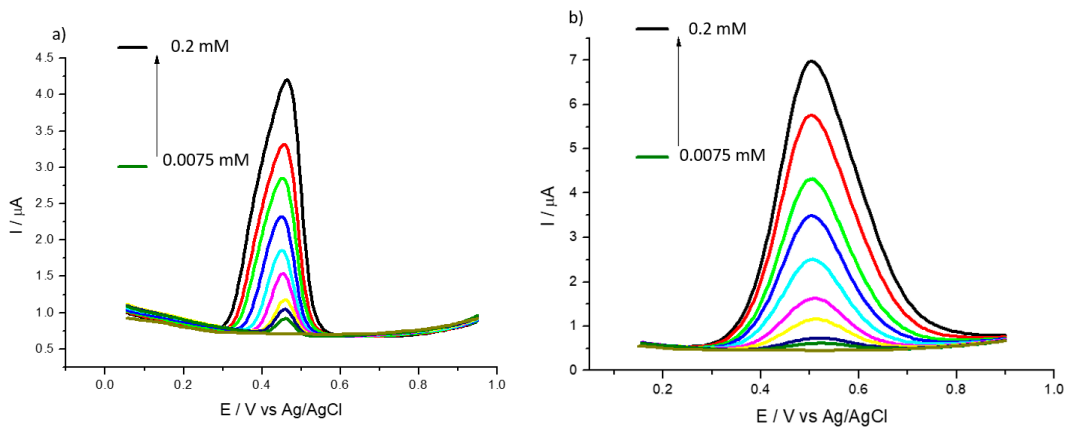 a)
0.2 mM
0.0075 mM
4.5
4.0
3.5
3.0
2.5
2.0
1.5
1.0
0.5
I / µA
0.0 0.2 0.4 0.6 0.8 1.0
E / V vs Ag/AgCl
b)
0.2 mM
0.0075 mM
7
6
5
4
3
2
1
0
I / µA
0.2 0.4 0.6 0.8 1.0
E / V vs Ag/AgCl